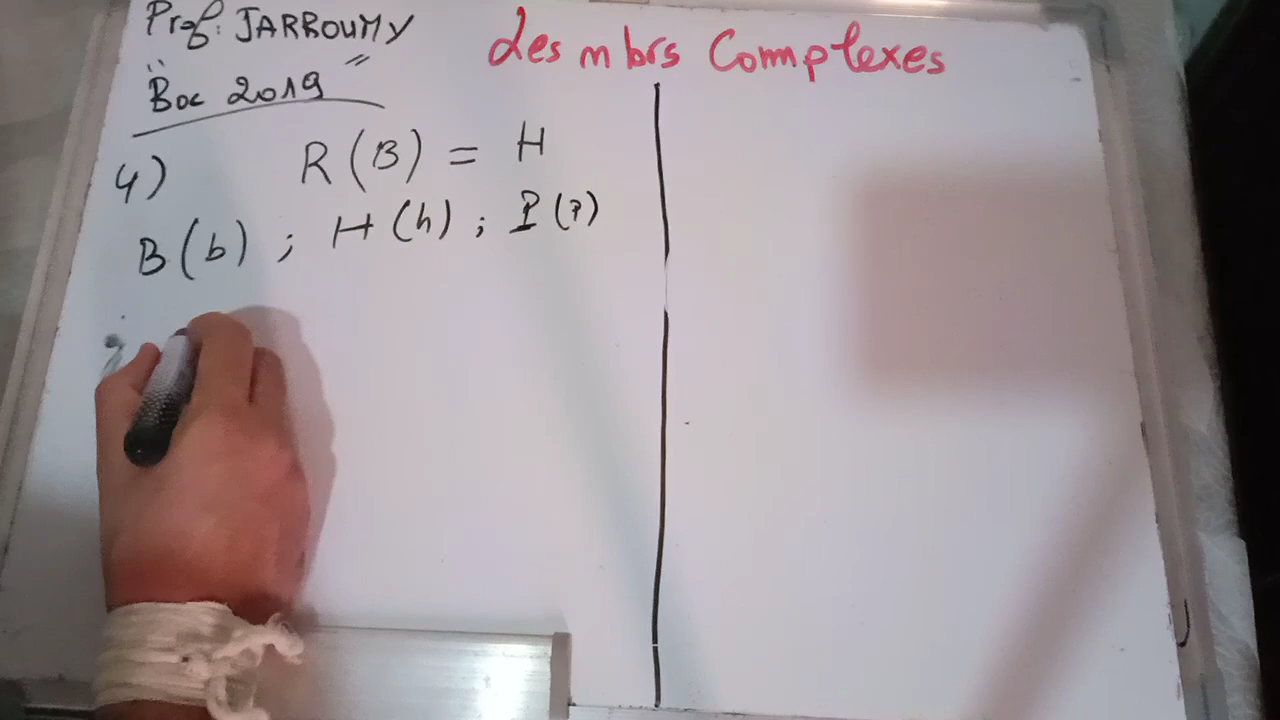 Prof: JARROUMY
Les nbrs Complexes
"Bac 2019"
4) R(B) = H
B(b) ; H(h) ; P(p)